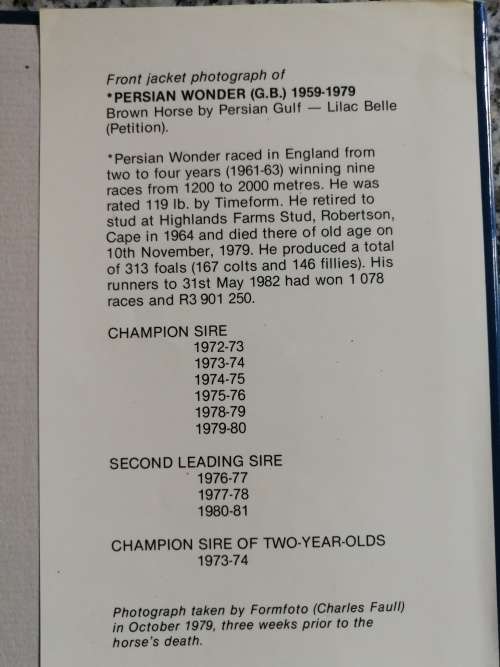 Front jacket photograph of
*PERSIAN WONDER (G.B.) 1959-1979
Brown Horse by Persian Gulf — Lilac Belle
(Petition).
*Persian Wonder raced in England from
two to four years (1961-63) winning nine
races from 1200 to 2000 metres. He was
rated 119 lb. by Timeform. He retired to
stud at Highlands Farms Stud, Robertson,
Cape in 1964 and died there of old age on
10th November, 1979. He produced a total
of 313 foals (167 colts and 146 fillies). His
runners to 31st May 1982 had won 1 078
races and R3 901 250.
CHAMPION SIRE
1972-73
1973-74
1974-75
1975-76
1978-79
1979-80
SECOND LEADING SIRE
1976-77
1977-78
1980-81
CHAMPION SIRE OF TWO-YEAR-OLDS
1973-74
Photograph taken by Formfoto (Charles Faull)
in October 1979, three weeks prior to the
horse's death.